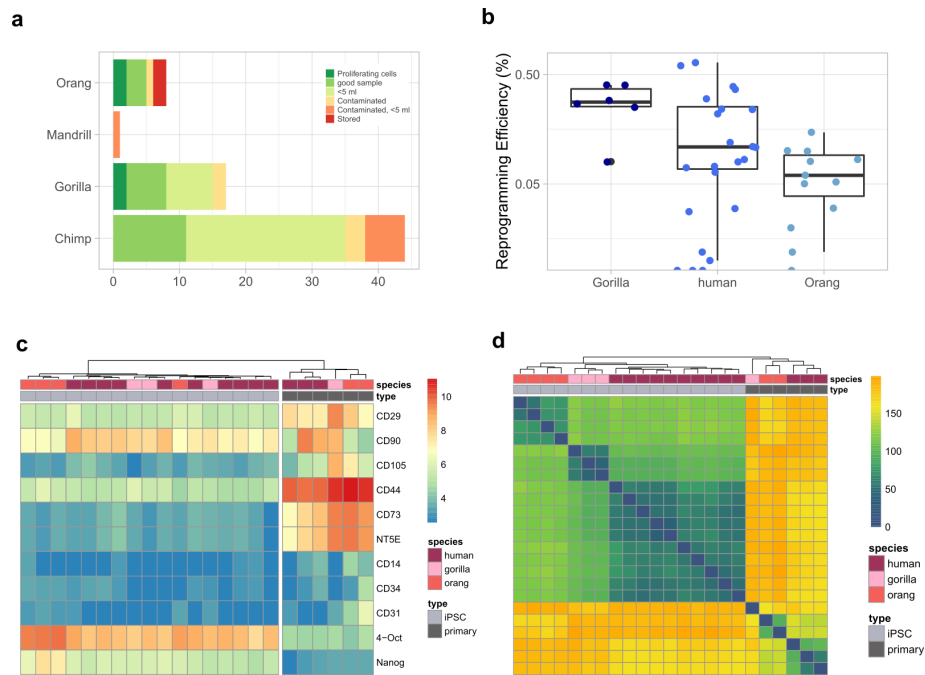 a
Orang
Mandrill
Gorilla
Chimp
0 10 20 30 40
Proliferating cells
good sample
<5 ml
Contaminated
Contaminated, <5 ml
Stored
b
Reprogramming Efficiency (%)
0.50
0.05
Gorilla human Orang
c
species
type
CD29
CD90
CD105
CD44
CD73
NT5E
CD14
CD34
CD31
4−Oct
Nanog
10
8
6
4
species
human
gorilla
orang
type
iPSC
primary
d
species
type
150
100
50
0
species
human
gorilla
orang
type
iPSC
primary